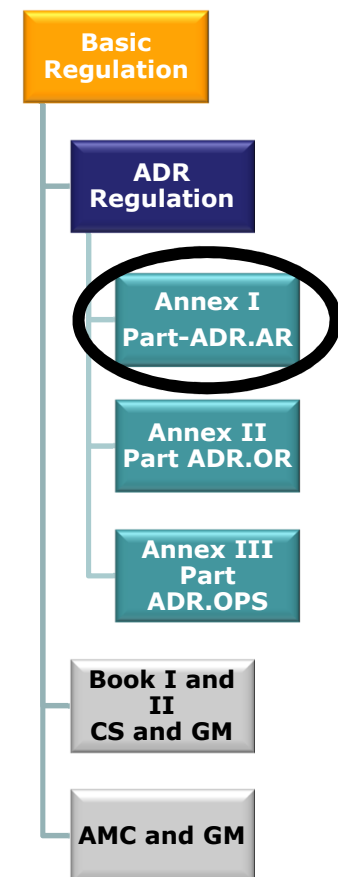 Basic
Regulation
ADR
Regulation
Annex I
Part-ADR.AR
Annex II
Part ADR.OR
Annex III
Part
ADR.OPS
Book I and
II
CS and GM
AMC and GM